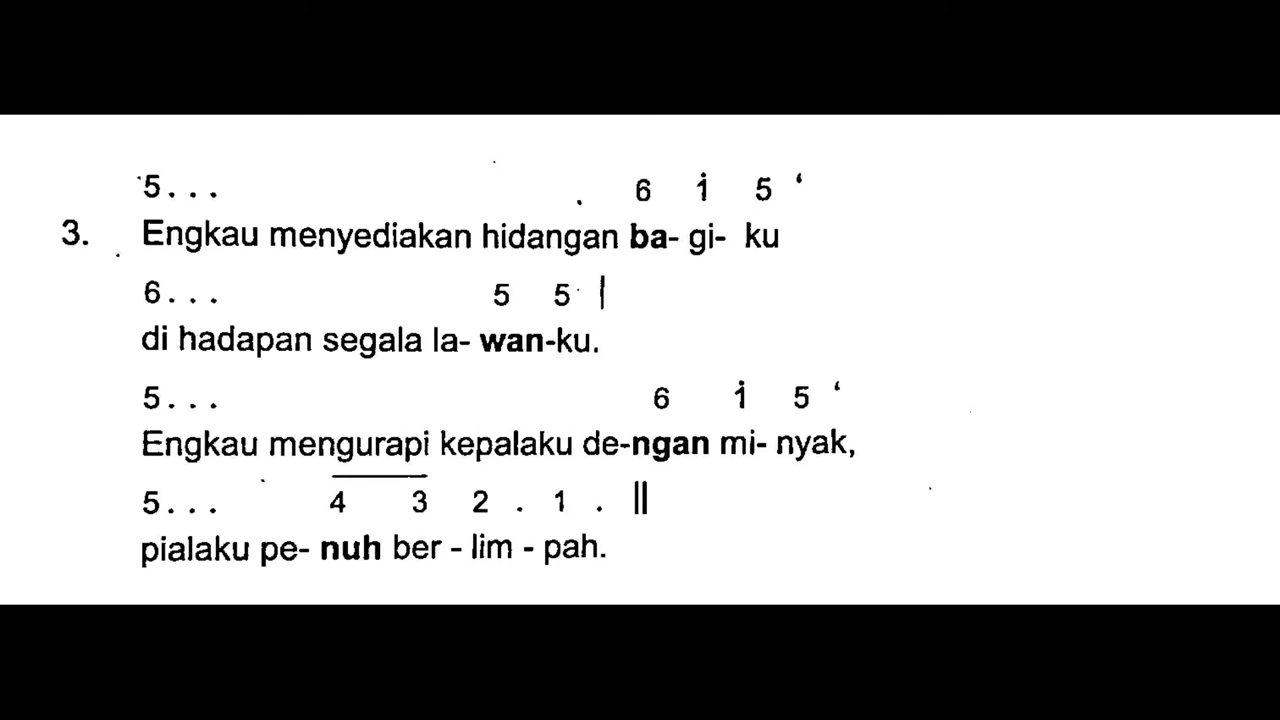 5... 6 i 5 ‘
3. Engkau menyediakan hidangan ba- gi- ku
6... 5 5 |
di hadapan segala la- wan-ku.
5... 6 i 5 ‘
Engkau mengurapi kepalaku de-ngan mi- nyak,
5... 4 3 2 . 1 . ||
pialaku pe- nuh ber - lim - pah.